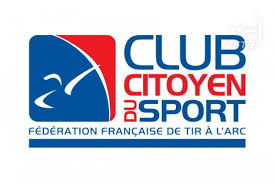 CLUB
CITOYEN
DU SPORT
FÉDÉRATION FRANÇAISE DE TIR À L'ARC